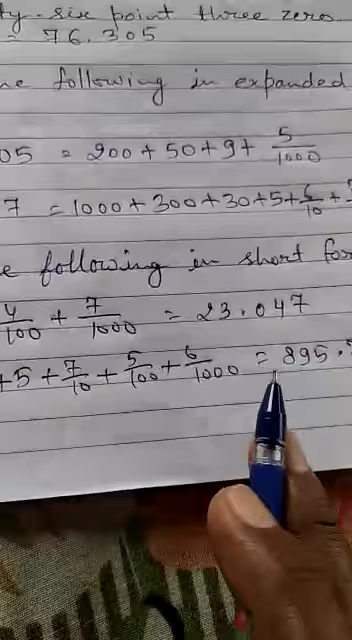 ty-six point three zero
= 76.305
he following in expanded
05 = 200 + 50 + 9 + 5/1000
7 = 1000 + 300 + 30 + 5 + 6/10 +
e following in short for
4/100 + 7/1000 = 23.047
+ 5 + 7/10 + 5/100 + 6/1000 = 895.7